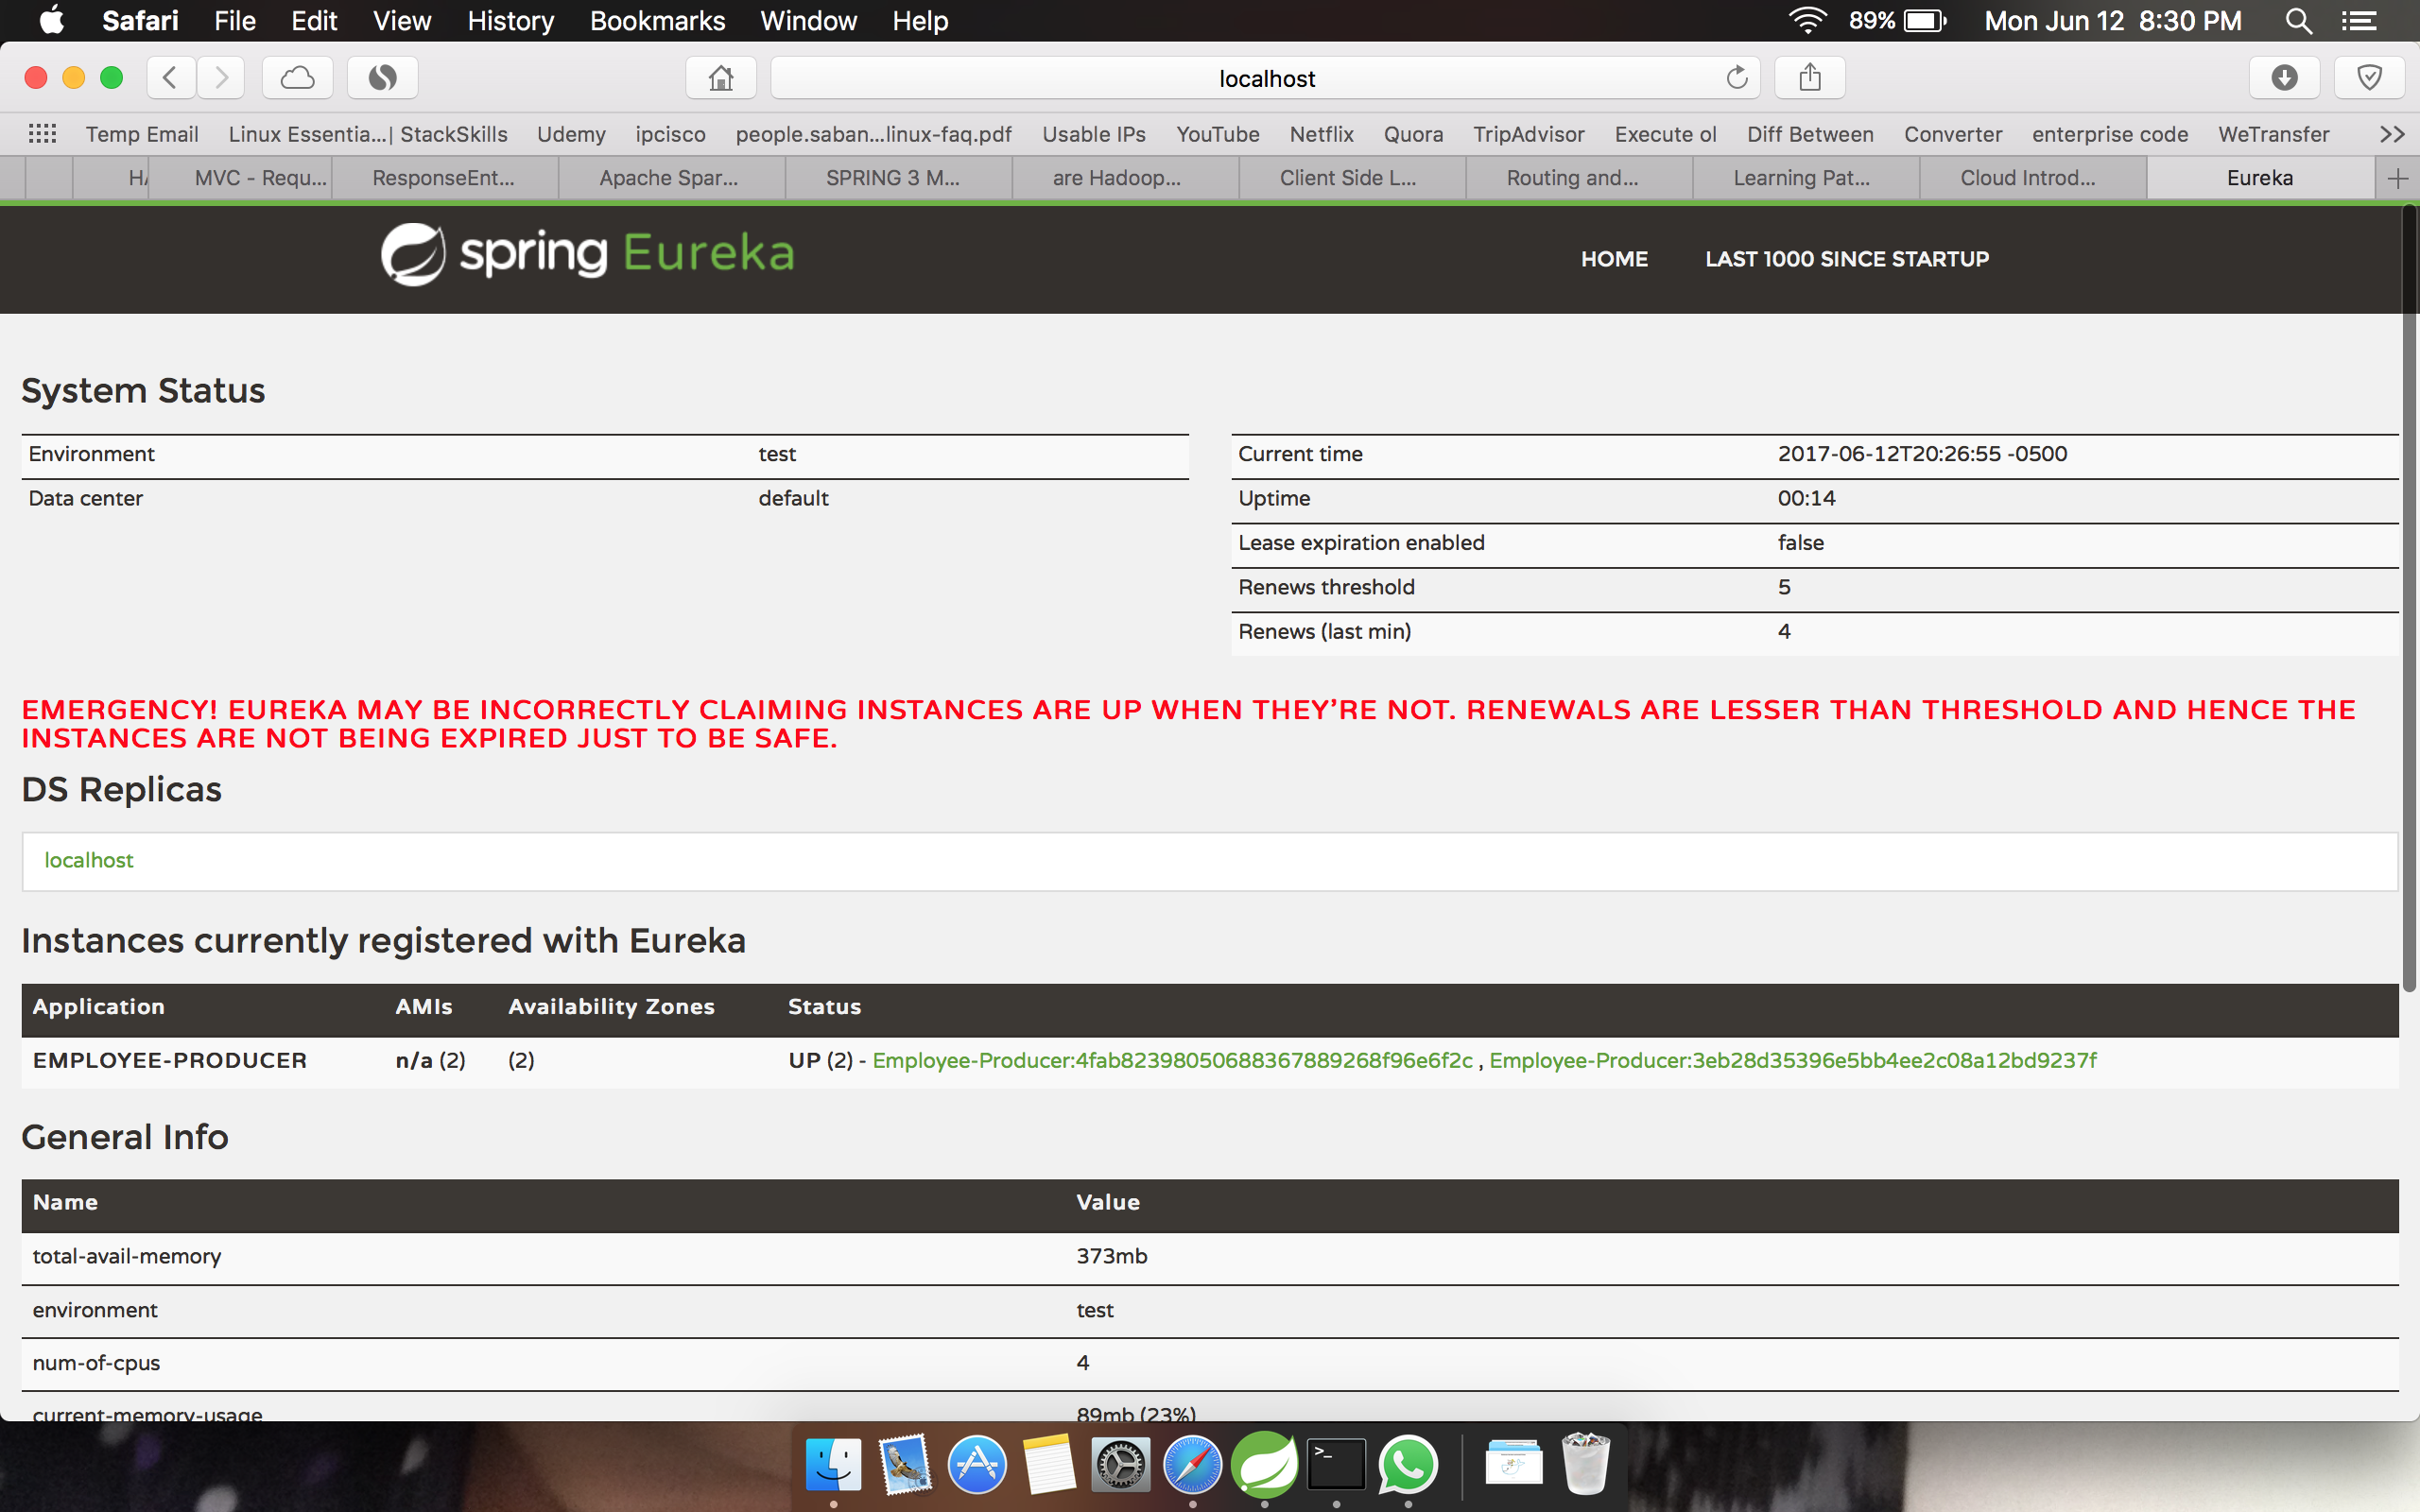 Safari File Edit View History Bookmarks Window Help 89% Mon Jun 12 8:30 PM
localhost
Temp Email Linux Essentia...| StackSkills Udemy ipcisco people.saban...linux-faq.pdf Usable IPs YouTube Netflix Quora TripAdvisor Execute ol Diff Between Converter enterprise code WeTransfer >>
MVC - Requ... ResponseEnt... Apache Spar... SPRING 3 M... are Hadoop... Client Side L... Routing and... Learning Pat... Cloud Introd... Eureka +
spring Eureka HOME LAST 1000 SINCE STARTUP
System Status
Environment test
Data center default
Current time 2017-06-12T20:26:55 -0500
Uptime 00:14
Lease expiration enabled false
Renews threshold 5
Renews (last min) 4
EMERGENCY! EUREKA MAY BE INCORRECTLY CLAIMING INSTANCES ARE UP WHEN THEY'RE NOT. RENEWALS ARE LESSER THAN THRESHOLD AND HENCE THE
INSTANCES ARE NOT BEING EXPIRED JUST TO BE SAFE.
DS Replicas
localhost
Instances currently registered with Eureka
Application AMIs Availability Zones Status
EMPLOYEE-PRODUCER n/a (2) (2) UP (2) - Employee-Producer:4fab82398050688367889268f96e6f2c , Employee-Producer:3eb28d35396e5bb4ee2c08a12bd9237f
General Info
Name Value
total-avail-memory 373mb
environment test
num-of-cpus 4
current-memory-usage 89mb (23%)